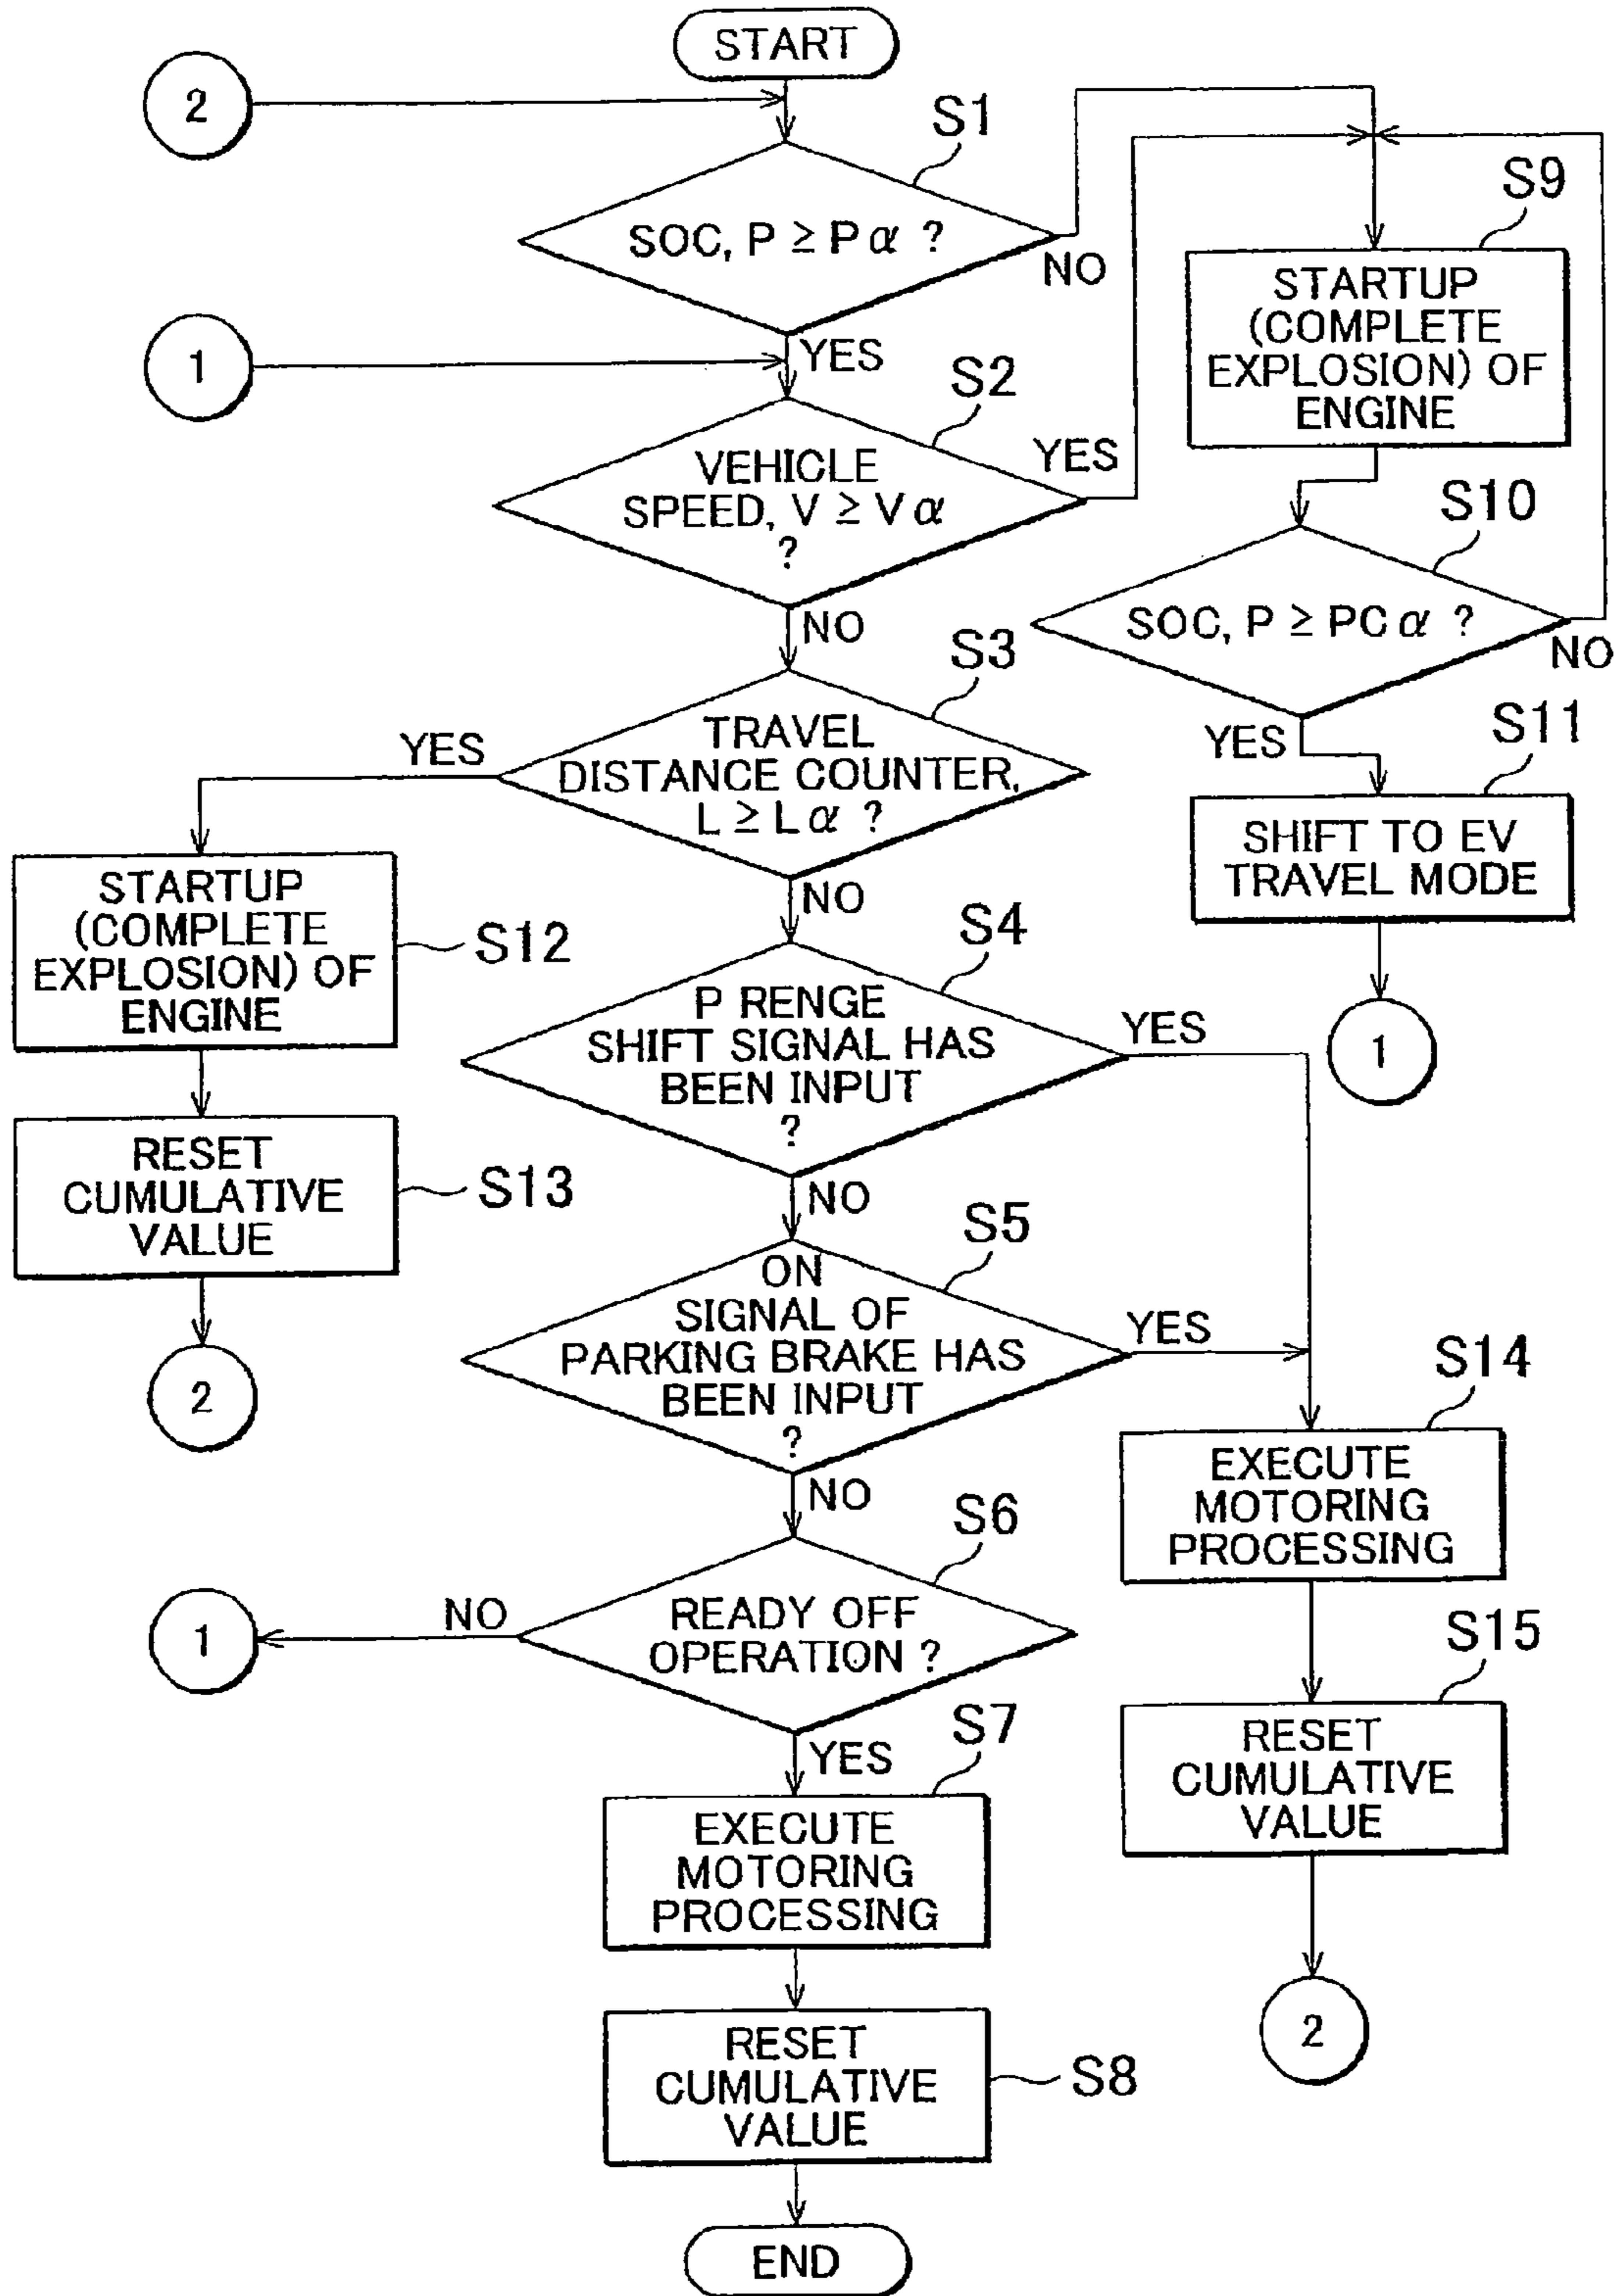 START
2
S1
SOC, P ≥ P α ?
NO
S9
STARTUP
(COMPLETE
EXPLOSION) OF
ENGINE
1
YES
S2
VEHICLE
SPEED, V ≥ V α
?
YES
NO
S10
SOC, P ≥ PC α ?
NO
YES
S3
TRAVEL
DISTANCE COUNTER,
L ≥ L α ?
YES
NO
S11
SHIFT TO EV
TRAVEL MODE
1
STARTUP
(COMPLETE
EXPLOSION) OF
ENGINE
S12
S4
P RENGE
SHIFT SIGNAL HAS
BEEN INPUT
?
YES
NO
RESET
CUMULATIVE
VALUE
S13
2
S5
ON
SIGNAL OF
PARKING BRAKE HAS
BEEN INPUT
?
YES
NO
S14
EXECUTE
MOTORING
PROCESSING
S6
READY OFF
OPERATION ?
NO
1
YES
S15
RESET
CUMULATIVE
VALUE
2
S7
EXECUTE
MOTORING
PROCESSING
RESET
CUMULATIVE
VALUE
S8
END